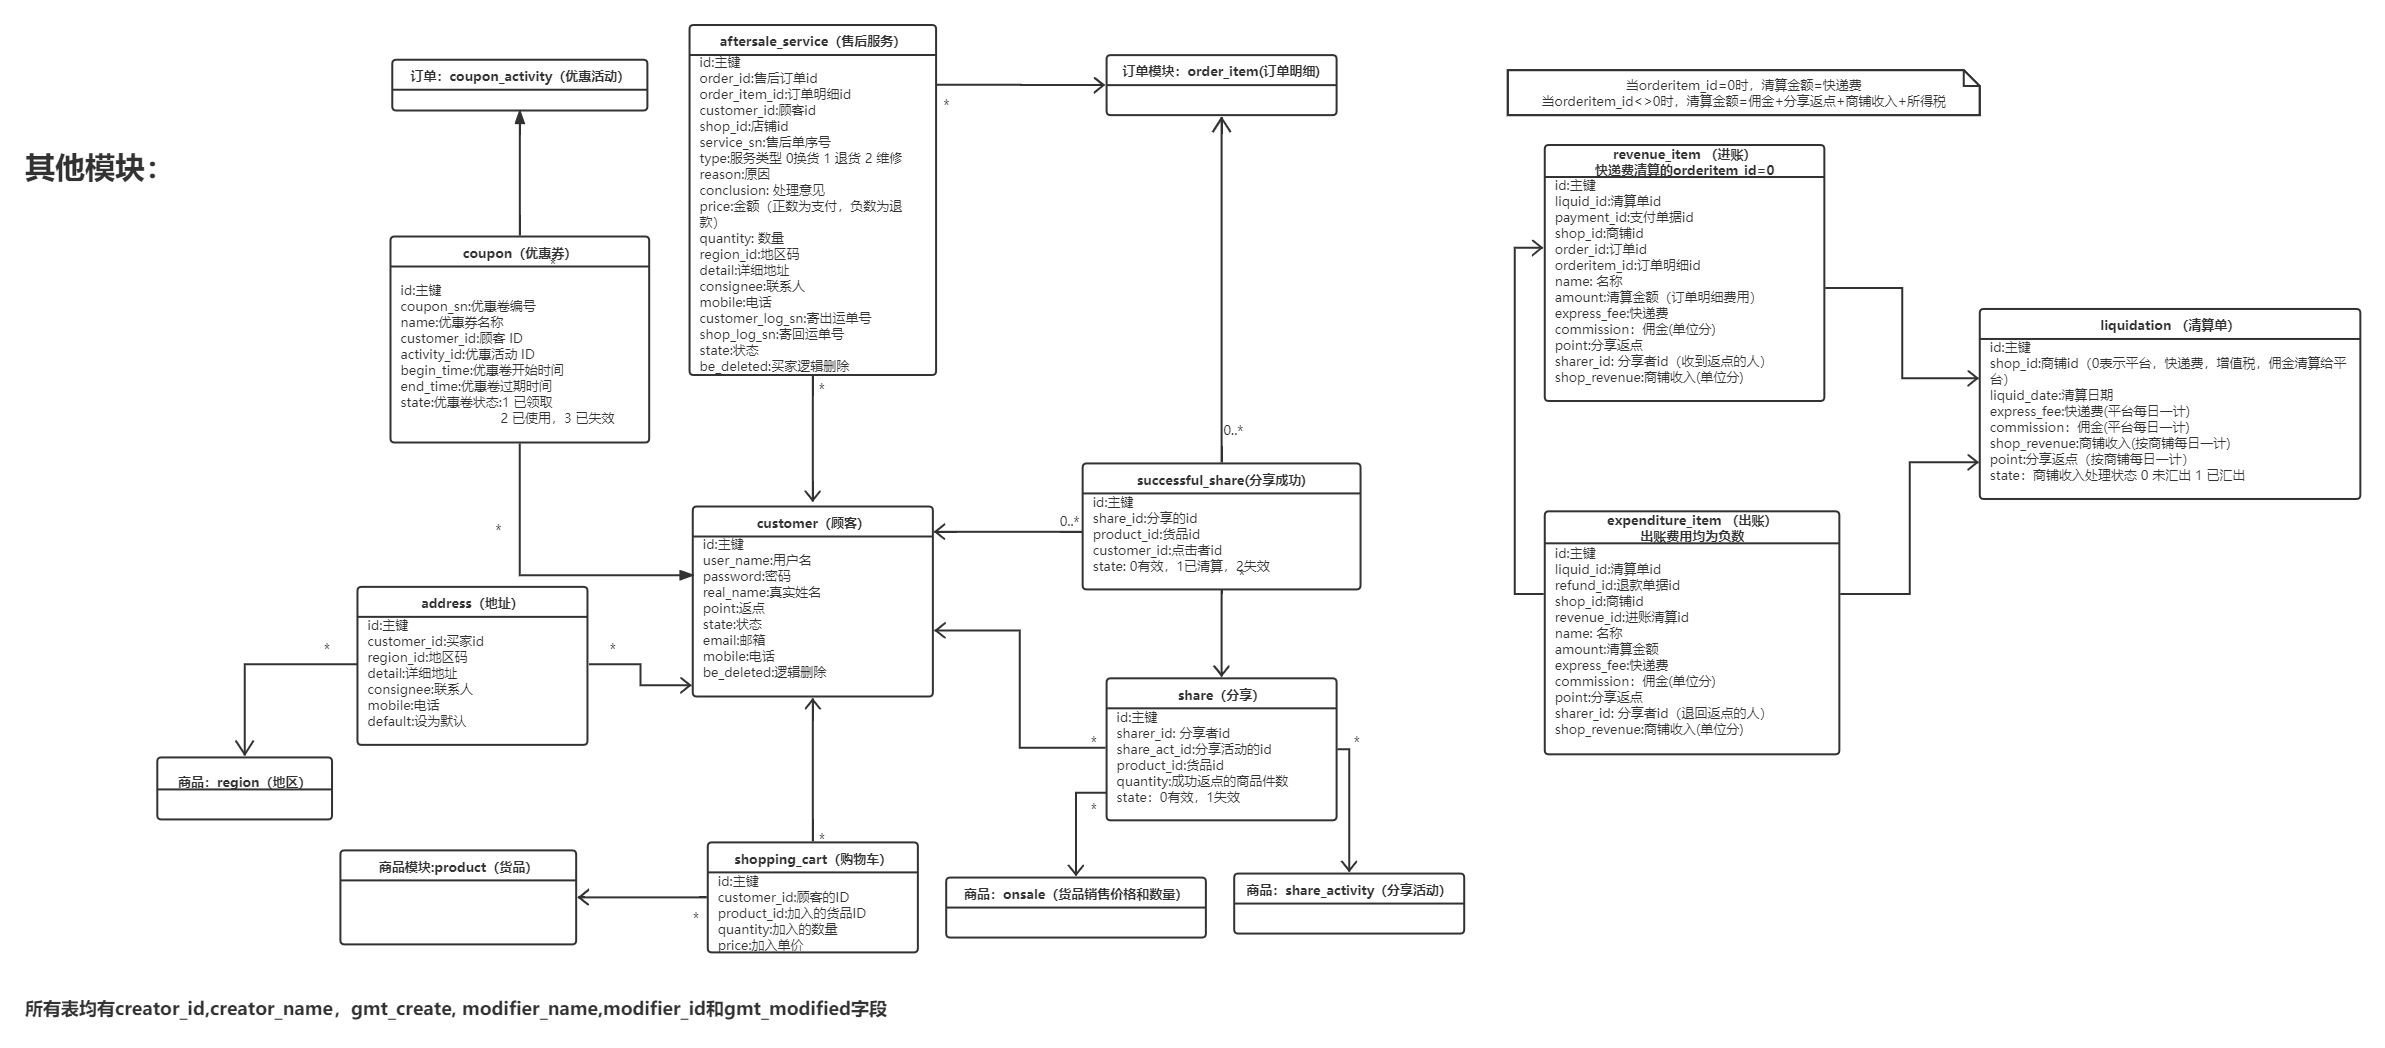 其他模块：
订单：coupon_activity（优惠活动）
*
coupon（优惠券）
id:主键
coupon_sn:优惠卷编号
name:优惠券名称
customer_id:顾客 ID
activity_id:优惠活动 ID
begin_time:优惠卷开始时间
end_time:优惠卷过期时间
state:优惠卷状态:1 已领取
2 已使用，3 已失效
*
aftersale_service（售后服务）
id:主键
order_id:售后订单id
order_item_id:订单明细id
customer_id:顾客id
shop_id:店铺id
service_sn:售后单序号
type:服务类型 0换货 1 退货 2 维修
reason:原因
conclusion: 处理意见
price:金额（正数为支付，负数为退
款）
quantity: 数量
region_id:地区码
detail:详细地址
consignee:联系人
mobile:电话
customer_log_sn:寄出运单号
shop_log_sn:寄回运单号
state:状态
be_deleted:买家逻辑删除
*
*
订单模块：order_item(订单明细)
0..*
successful_share(分享成功)
id:主键
share_id:分享的id
product_id:货品id
customer_id:点击者id
state: 0有效，1已清算，2失效
0..*
*
customer（顾客）
id:主键
user_name:用户名
password:密码
real_name:真实姓名
point:返点
state:状态
email:邮箱
mobile:电话
be_deleted:逻辑删除
address（地址）
id:主键
customer_id:买家id
region_id:地区码
detail:详细地址
consignee:联系人
mobile:电话
default:设为默认
*
*
商品：region（地区）
share（分享）
id:主键
sharer_id: 分享者id
share_act_id:分享活动的id
product_id:货品id
quantity:成功返点的商品件数
state：0有效，1失效
*
*
*
商品模块:product（货品）
shopping_cart（购物车）
id:主键
customer_id:顾客的ID
product_id:加入的货品ID
quantity:加入的数量
price:加入单价
*
*
商品：onsale（货品销售价格和数量）
商品：share_activity（分享活动）
当orderitem_id=0时，清算金额=快递费
当orderitem_id<>0时，清算金额=佣金+分享返点+商铺收入+所得税
revenue_item （进账）
快递费清算的orderitem_id=0
id:主键
liquid_id:清算单id
payment_id:支付单据id
shop_id:商铺id
order_id:订单id
orderitem_id:订单明细id
name: 名称
amount:清算金额（订单明细费用）
express_fee:快递费
commission：佣金(单位分)
point:分享返点
sharer_id: 分享者id（收到返点的人）
shop_revenue:商铺收入(单位分)
expenditure_item （出账）
出账费用均为负数
id:主键
liquid_id:清算单id
refund_id:退款单据id
shop_id:商铺id
revenue_id:进账清算id
name: 名称
amount:清算金额
express_fee:快递费
commission：佣金(单位分)
point:分享返点
sharer_id: 分享者id（退回返点的人）
shop_revenue:商铺收入(单位分)
liquidation （清算单）
id:主键
shop_id:商铺id（0表示平台，快递费，增值税，佣金清算给平
台）
liquid_date:清算日期
express_fee:快递费(平台每日一计)
commission：佣金(平台每日一计)
shop_revenue:商铺收入(按商铺每日一计)
point:分享返点（按商铺每日一计）
state：商铺收入处理状态 0 未汇出 1 已汇出
所有表均有creator_id,creator_name，gmt_create, modifier_name,modifier_id和gmt_modified字段